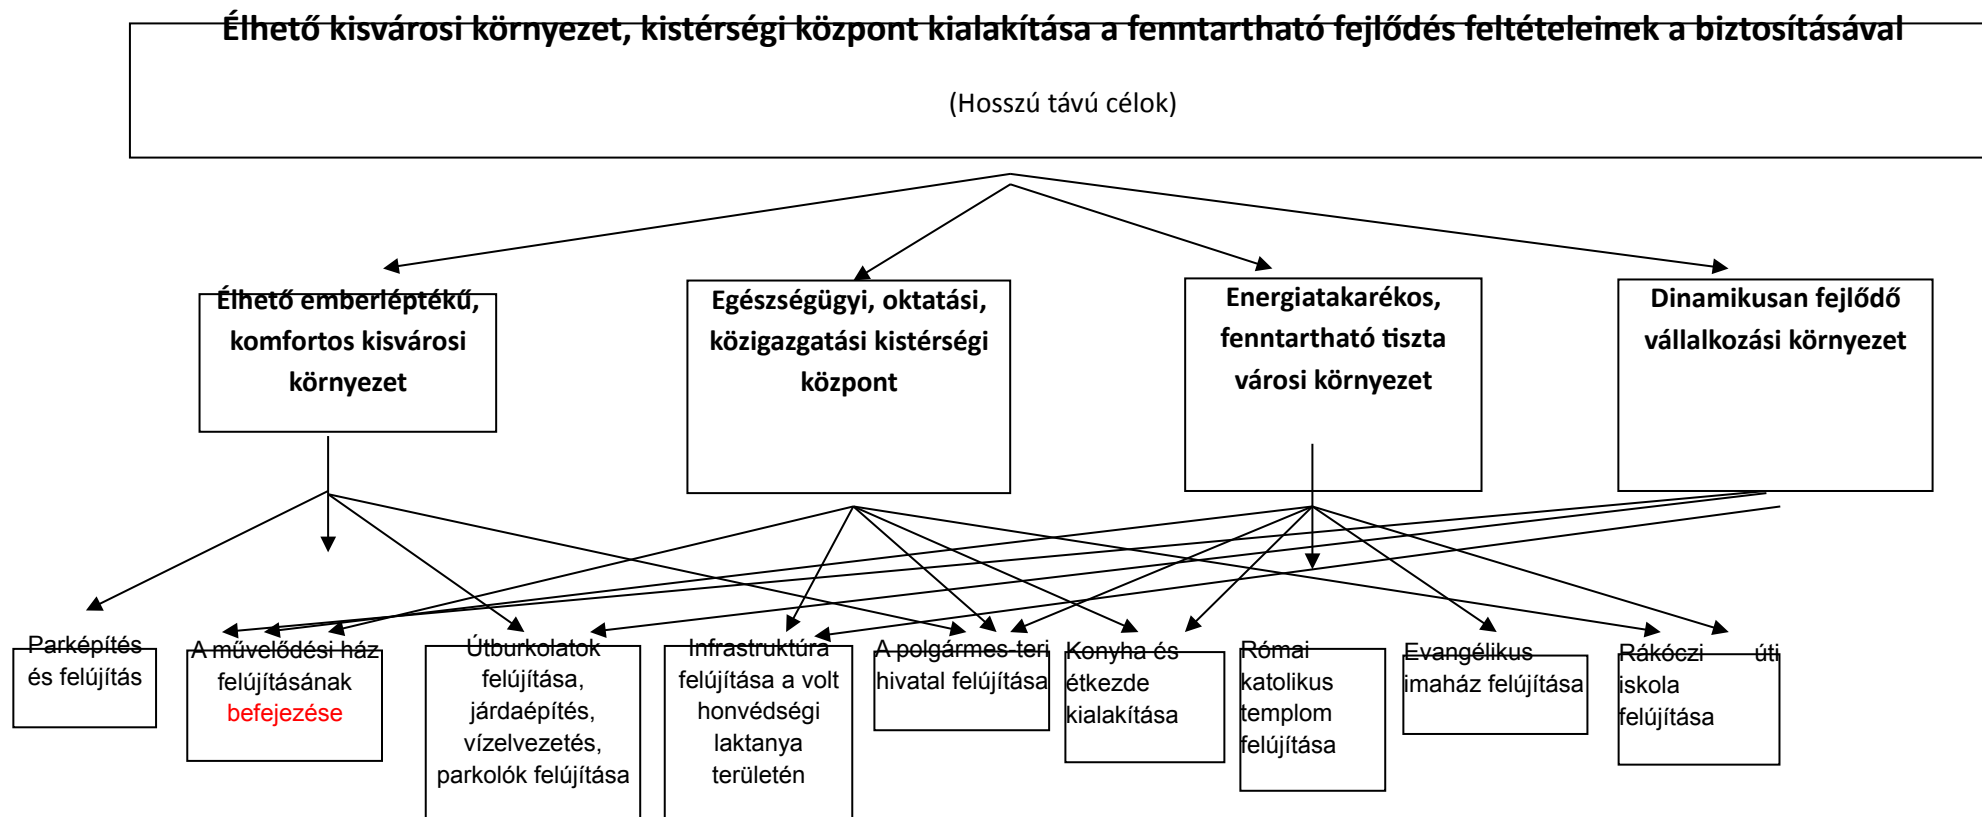 Élhető kisvárosi környezet, kistérségi központ kialakítása a fenntartható fejlődés feltételeinek a biztosításával
(Hosszú távú célok)
Élhető emberléptékű,
komfortos kisvárosi
környezet
Egészségügyi, oktatási,
közigazgatási kistérségi
központ
Energiatakarékos,
fenntartható tiszta
városi környezet
Dinamikusan fejlődő
vállalkozási környezet
Parképítés
és felújítás
A művelődési ház
felújításának
befejezése
Útburkolatok
felújítása,
járdaépítés,
vízelvezetés,
parkolók felújítása
Infrastruktúra
felújítása a volt
honvédségi
laktanya
területén
A polgármes-teri
hivatal felújítása
Konyha és
étkezde
kialakítása
Római
katolikus
templom
felújítása
Evangélikus
imaház felújítása
Rákóczi úti
iskola
felújítása